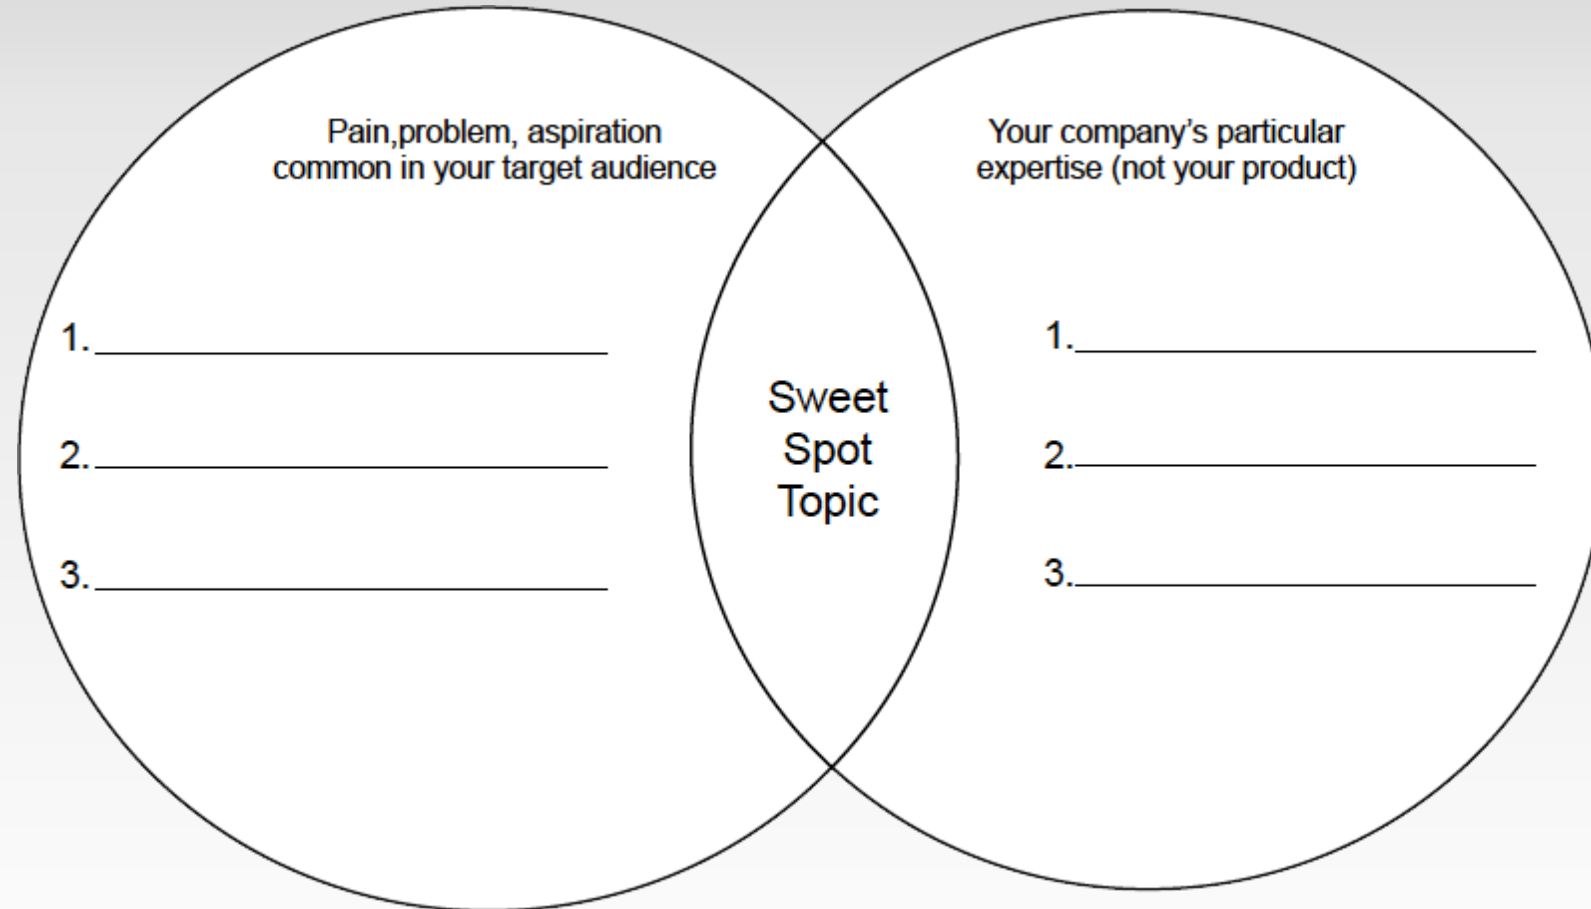 Pain,problem, aspiration
common in your target audience
1.
2.
3.
Sweet
Spot
Topic
Your company’s particular
expertise (not your product)
1.
2.
3.